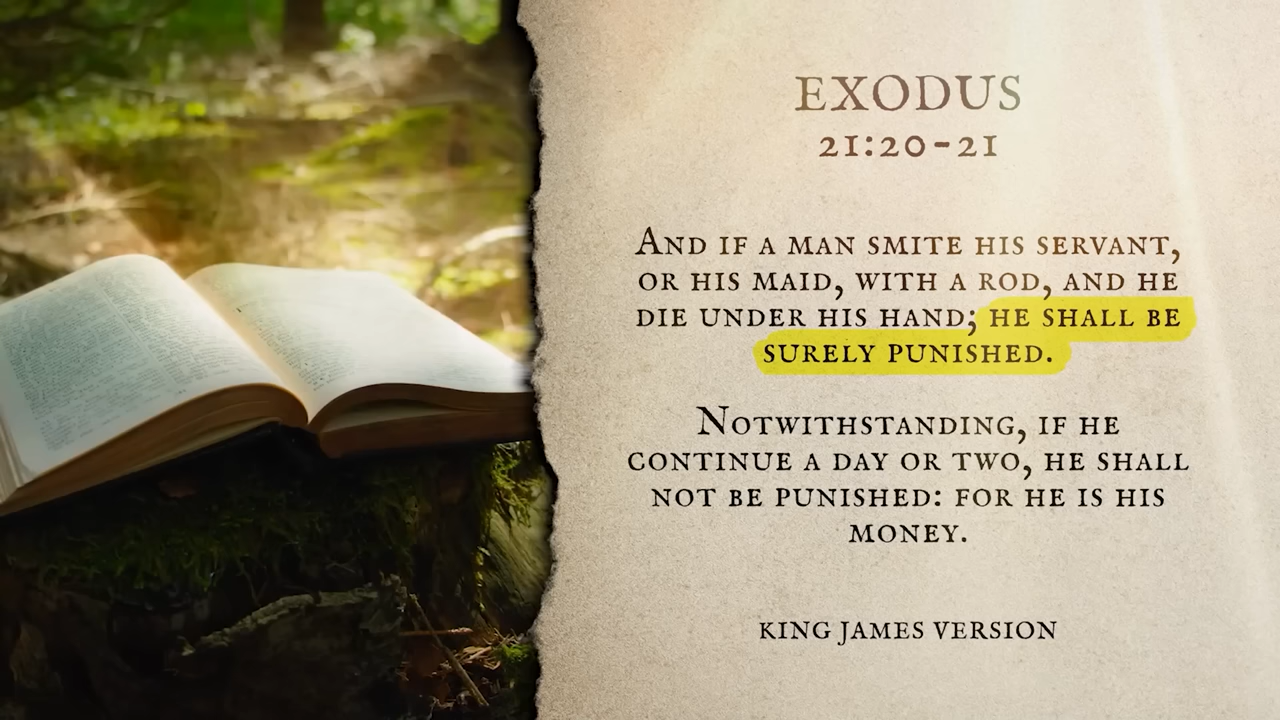 EXODUS
21:20-21
AND IF A MAN SMITE HIS SERVANT,
OR HIS MAID, WITH A ROD, AND HE
DIE UNDER HIS HAND; HE SHALL BE
SURELY PUNISHED.
NOTWITHSTANDING, IF HE
CONTINUE A DAY OR TWO, HE SHALL
NOT BE PUNISHED: FOR HE IS HIS
MONEY.
KING JAMES VERSION